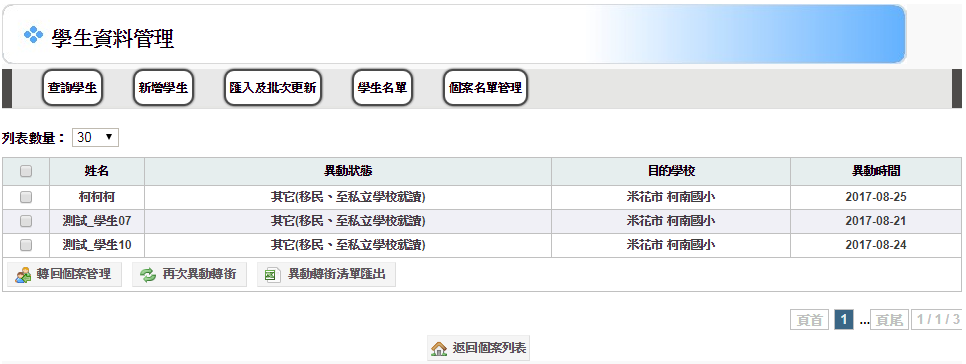 學生資料管理
查詢學生 新增學生 匯入及批次更新 學生名單 個案名單管理
列表數量： 30
姓名 異動狀態 目的學校 異動時間
柯柯柯 其它(移民、至私立學校就讀) 米花市 柯南國小 2017-08-25
測試_學生07 其它(移民、至私立學校就讀) 米花市 柯南國小 2017-08-21
測試_學生10 其它(移民、至私立學校就讀) 米花市 柯南國小 2017-08-24
轉回個案管理 再次異動轉銜 異動轉銜清單匯出
頁首 1 ... 頁尾 1 / 1 / 3
返回個案列表